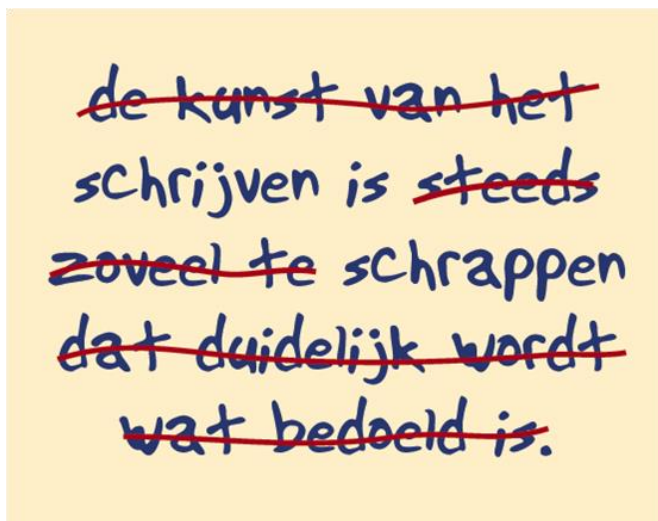 de kunst van het
schrijven is steeds
zoveel te schrappen
dat duidelijk wordt
wat bedoeld is.